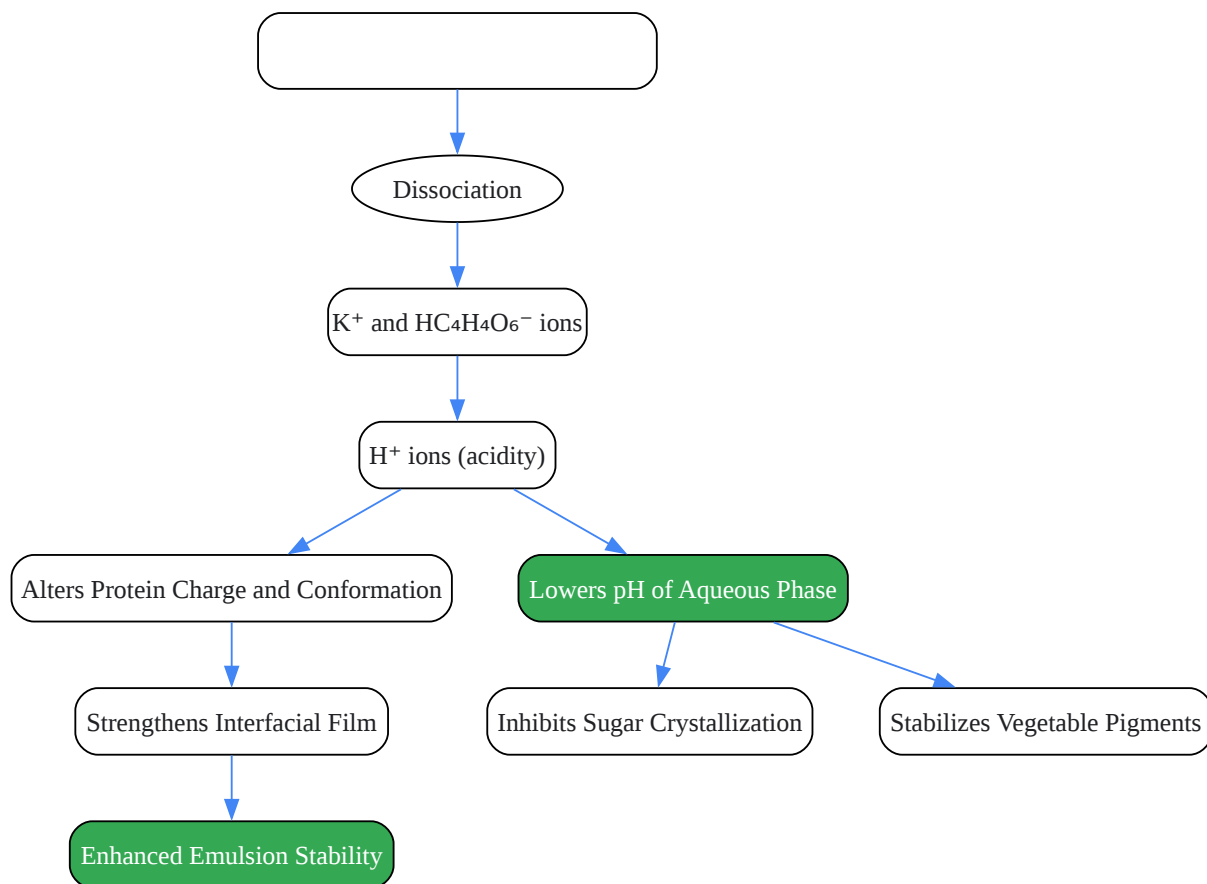 Dissociation
K⁺ and HC₄H₄O₆⁻ ions
H⁺ ions (acidity)
Alters Protein Charge and Conformation
Lowers pH of Aqueous Phase
Strengthens Interfacial Film
Inhibits Sugar Crystallization
Stabilizes Vegetable Pigments
Enhanced Emulsion Stability